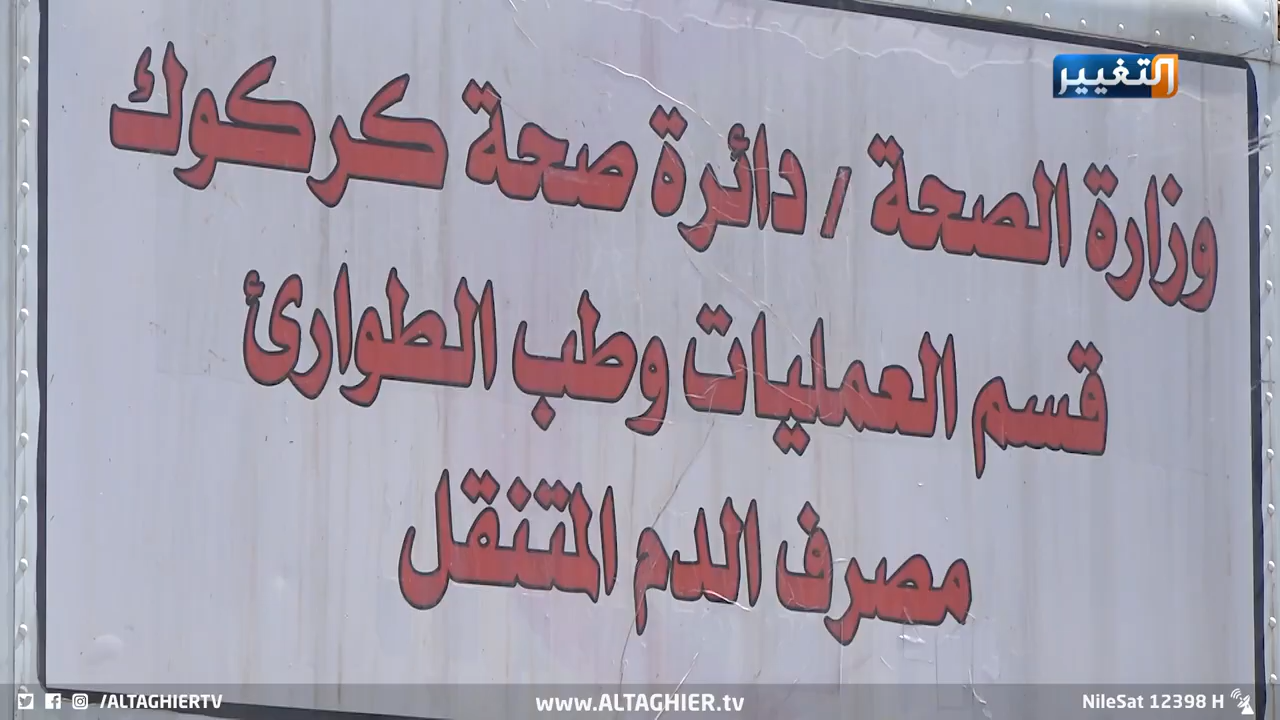 التغيير
وزارة الصحة / دائرة صحة كركوك
قسم العمليات وطب الطوارئ
مصرف الدم المتنقل
/ALTAGHIERTV
www.ALTAGHIER.tv
NileSat 12398 H